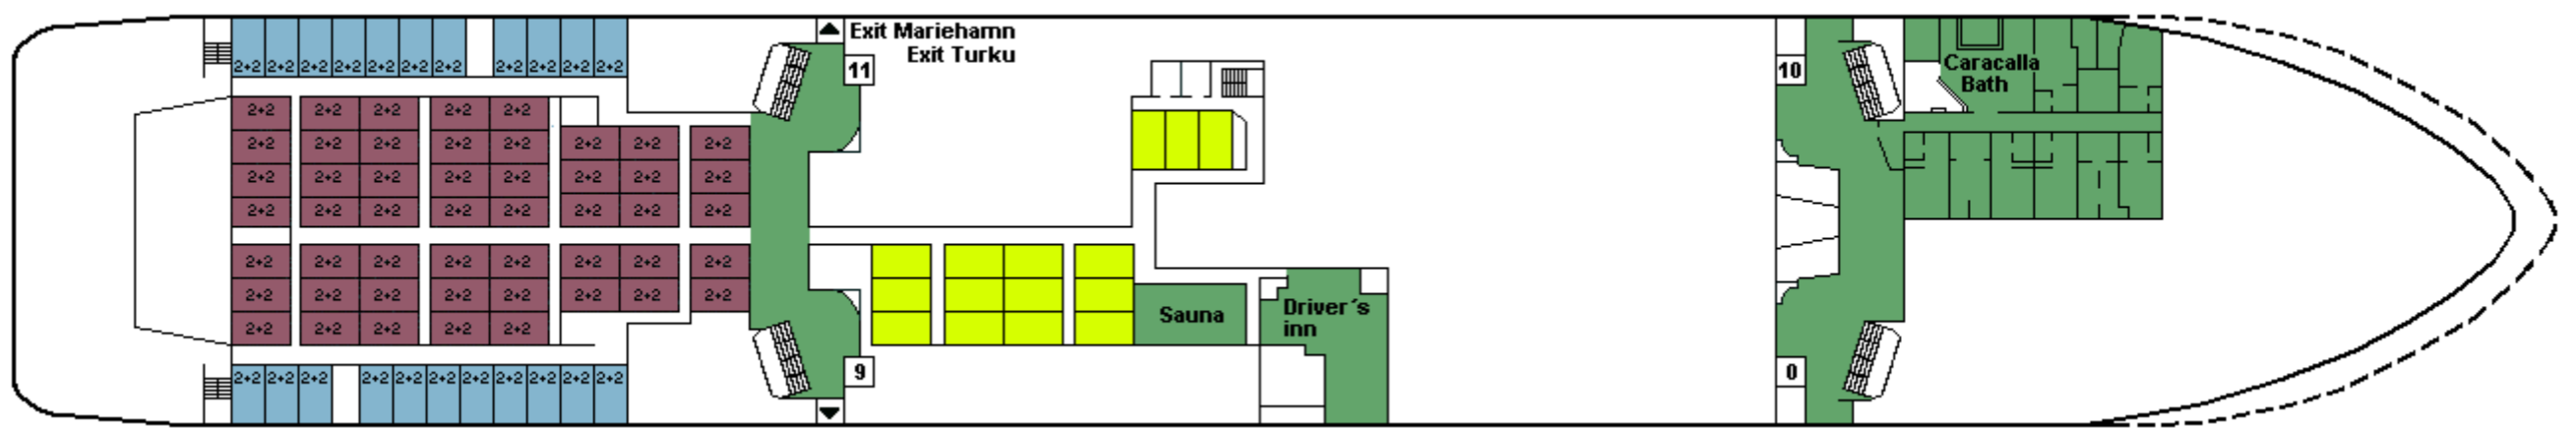 2+2 2+2 2+2 2+2 2+2 2+2 2+2 2+2 2+2 2+2 2+2
Exit Mariehamn
Exit Turku
11
10
Caracalla
Bath
2+2 2+2 2+2 2+2 2+2
2+2 2+2 2+2 2+2 2+2 2+2 2+2 2+2
2+2 2+2 2+2 2+2 2+2 2+2 2+2 2+2
2+2 2+2 2+2 2+2 2+2 2+2 2+2 2+2
2+2 2+2 2+2 2+2 2+2 2+2 2+2 2+2
2+2 2+2 2+2 2+2 2+2 2+2 2+2 2+2
2+2 2+2 2+2 2+2 2+2
Sauna
Driver´s
inn
9
0
2+2 2+2 2+2 2+2 2+2 2+2 2+2 2+2 2+2 2+2 2+2